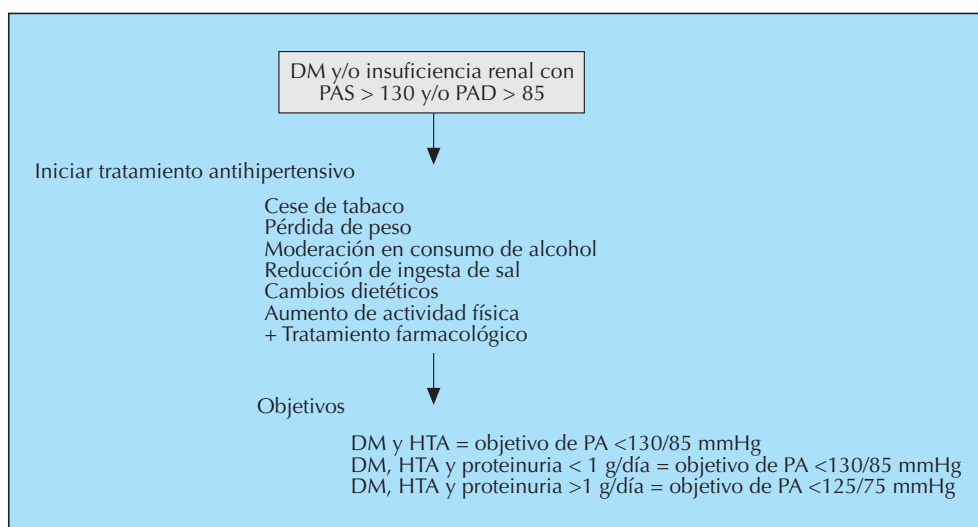 DM y/o insuficiencia renal con
PAS > 130 y/o PAD > 85
Iniciar tratamiento antihipertensivo
Cese de tabaco
Pérdida de peso
Moderación en consumo de alcohol
Reducción de ingesta de sal
Cambios dietéticos
Aumento de actividad física
+ Tratamiento farmacológico
Objetivos
DM y HTA = objetivo de PA <130/85 mmHg
DM, HTA y proteinuria < 1 g/día = objetivo de PA <130/85 mmHg
DM, HTA y proteinuria >1 g/día = objetivo de PA <125/75 mmHg